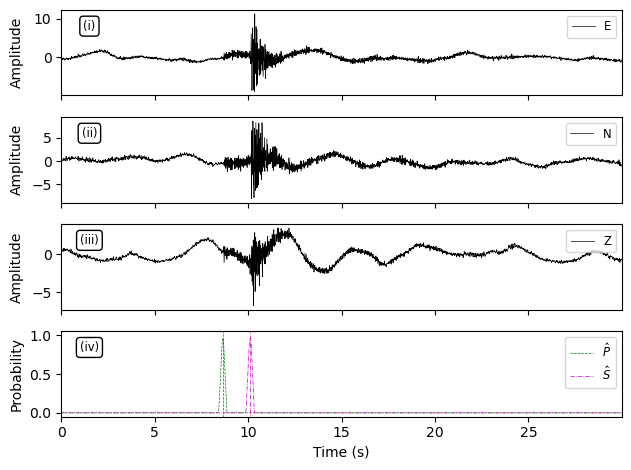 10
0
Amplitude
(i)
E
5
0
−5
Amplitude
(ii)
N
0
−5
Amplitude
(iii)
Z
1.0
0.5
0.0
Probability
(iv)
P̂
Ŝ
0 5 10 15 20 25
Time (s)